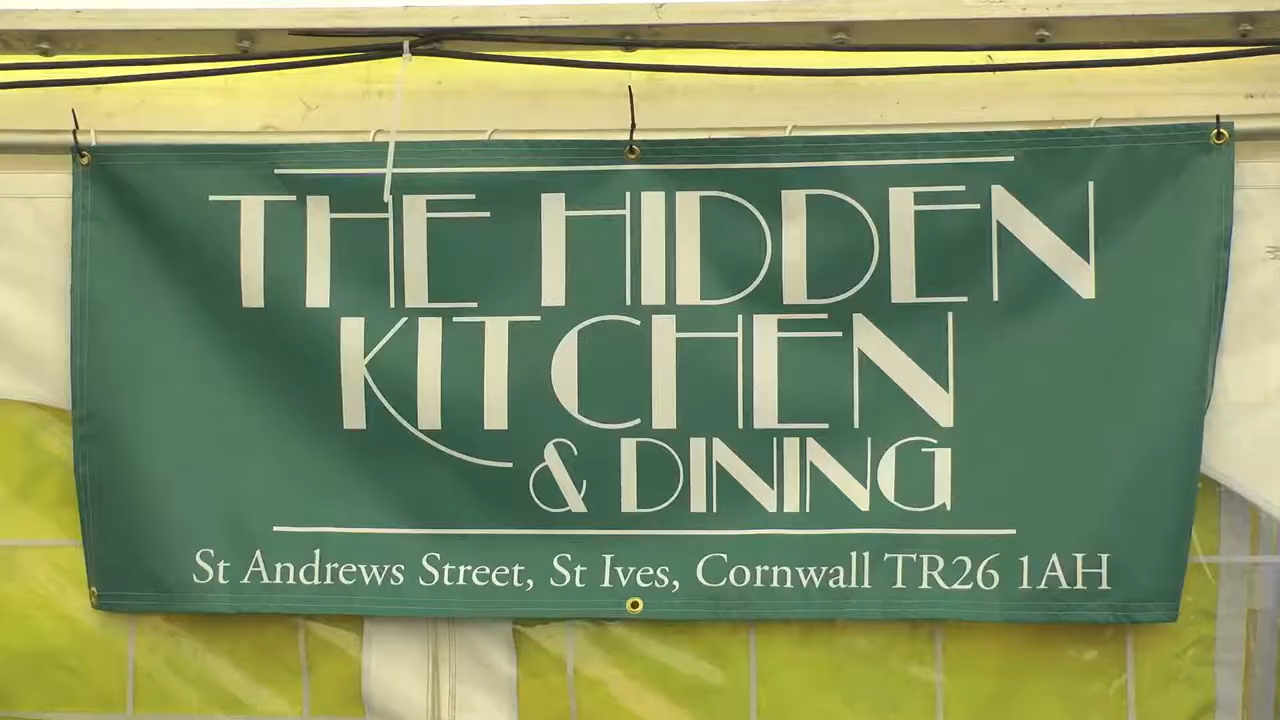 THE HIDDEN
KITCHEN
& DINING
St Andrews Street, St Ives, Cornwall TR26 1AH